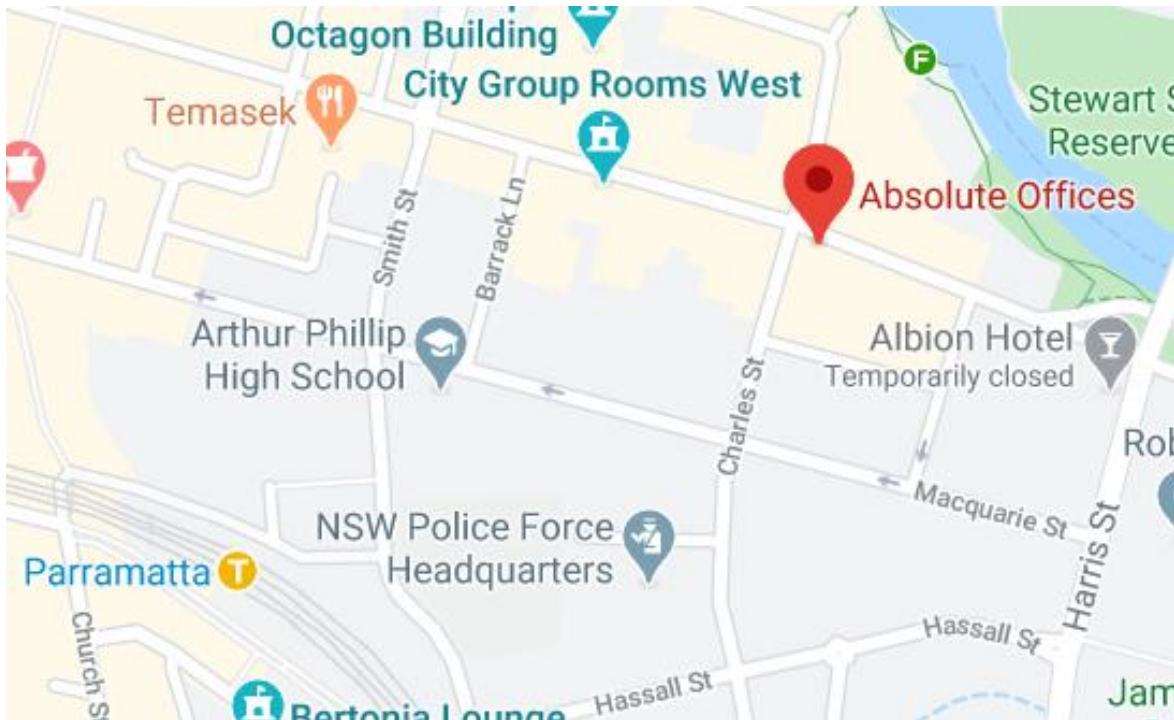 Octagon Building
City Group Rooms West
Temasek
Stewart S
Reserve
Absolute Offices
Smith St
Barrack Ln
Arthur Phillip
High School
Albion Hotel
Temporarily closed
Charles St
Rob
Macquarie St
NSW Police Force
Headquarters
Harris St
Parramatta
T
F
Church St
Hassall St
Hassall St
Jam
Bertonia Lounge